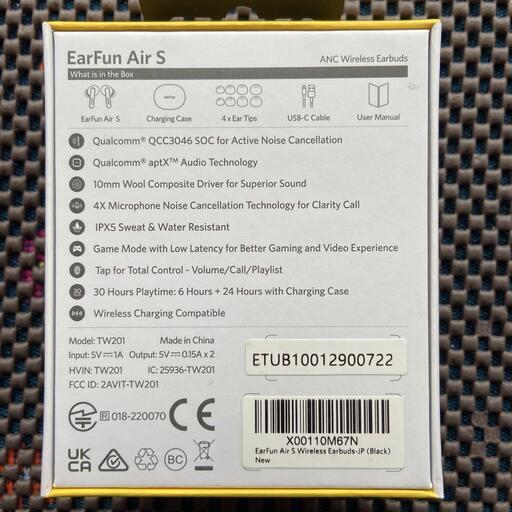 EarFun Air S
ANC Wireless Earbuds
What is in the Box
EarFun Air S
Charging Case
4 x Ear Tips
USB-C Cable
User Manual
Qualcomm® QCC3046 SOC for Active Noise Cancellation
Qualcomm® aptX™ Audio Technology
10mm Wool Composite Driver for Superior Sound
4X Microphone Noise Cancellation Technology for Clarity Call
IPX5 Sweat & Water Resistant
Game Mode with Low Latency for Better Gaming and Video Experience
Tap for Total Control - Volume/Call/Playlist
30 Hours Playtime: 6 Hours + 24 Hours with Charging Case
Wireless Charging Compatible
Model: TW201 Made in China
Input: 5V⎓1A Output: 5V⎓0.15A x 2
HVIN: TW201 IC: 25936-TW201
FCC ID: 2AVIT-TW201
ETUB10012900722
R 018-220070 CE
X00110M67N
EarFun Air S Wireless Earbuds-JP (Black)
New
UK
CA
BC